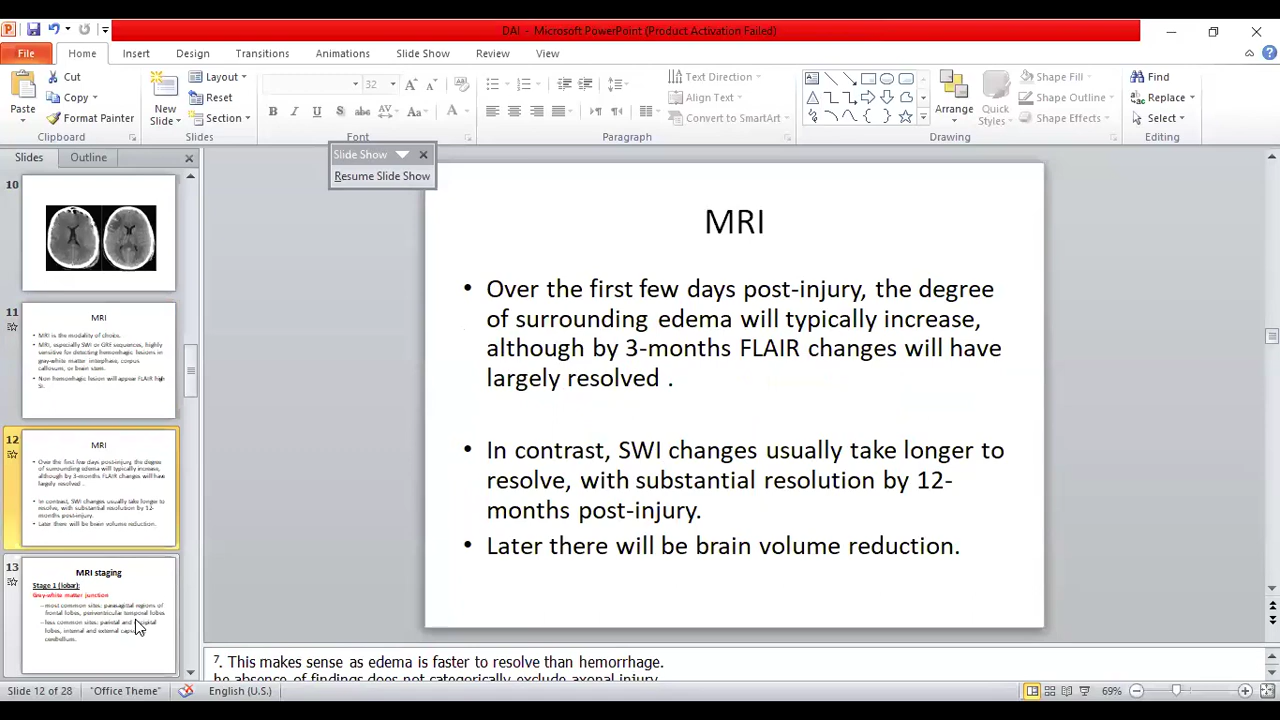 DAI - Microsoft PowerPoint (Product Activation Failed)
File Home Insert Design Transitions Animations Slide Show Review View
Paste
Cut
Copy
Format Painter
Clipboard
New Slide
Layout
Reset
Section
Slides
32
Font
Paragraph
Text Direction
Align Text
Convert to SmartArt
Arrange
Quick Styles
Shape Fill
Shape Outline
Shape Effects
Drawing
Find
Replace
Select
Editing
Slides Outline
Slide Show
Resume Slide Show
10
11
MRI
• MRI is the modality of choice.
• MRI, especially SWI or GRE sequences, highly
sensitive for detecting hemorrhagic lesions in
gray-white matter interphase, corpus
callosum, or brain stem.
• Non hemorrhagic lesion will appear FLAIR high
SI.
12
MRI
• Over the first few days post-injury, the degree
of surrounding edema will typically increase,
although by 3-months FLAIR changes will have
largely resolved .
• In contrast, SWI changes usually take longer to
resolve, with substantial resolution by 12-
months post-injury.
• Later there will be brain volume reduction.
13
MRI staging
Stage 1 (lobar):
Grey-white matter junction
–most common sites: parasagittal regions of
frontal lobes, periventricular temporal lobes
–less common sites: parietal and
lobes, internal and external
cerebellum.
MRI
• Over the first few days post-injury, the degree
of surrounding edema will typically increase,
although by 3-months FLAIR changes will have
largely resolved .
• In contrast, SWI changes usually take longer to
resolve, with substantial resolution by 12-
months post-injury.
• Later there will be brain volume reduction.
7. This makes sense as edema is faster to resolve than hemorrhage.
he absence of findings does not categorically exclude axonal injury
Slide 12 of 28 "Office Theme" English (U.S.) 69%